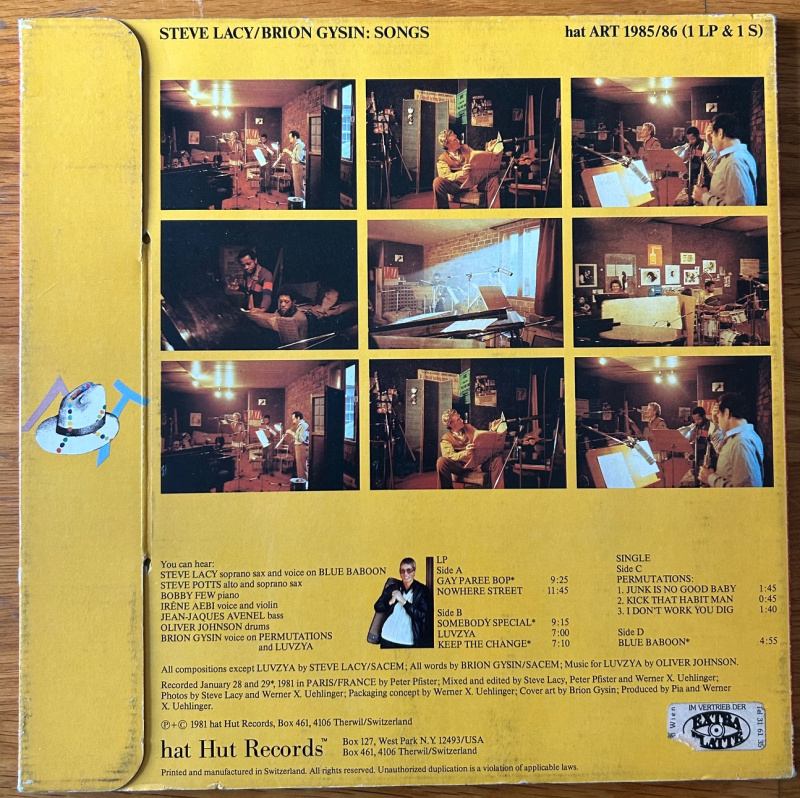 STEVE LACY/BRION GYSIN: SONGS
hat ART 1985/86 (1 LP & 1 S)
You can hear:
STEVE LACY soprano sax and voice on BLUE BABOON
STEVE POTTS alto and soprano sax
BOBBY FEW piano
IRÈNE AEBI voice and violin
JEAN-JAQUES AVENEL bass
OLIVER JOHNSON drums
BRION GYSIN voice on PERMUTATIONS
and LUVZYA
LP
Side A
GAY PAREE BOP* 9:25
NOWHERE STREET 11:45
Side B
SOMEBODY SPECIAL* 9:15
LUVZYA 7:00
KEEP THE CHANGE* 7:10
SINGLE
Side C
PERMUTATIONS:
1. JUNK IS NO GOOD BABY 1:45
2. KICK THAT HABIT MAN 0:45
3. I DON'T WORK YOU DIG 1:40
Side D
BLUE BABOON* 4:55
All compositions except LUVZYA by STEVE LACY/SACEM; All words by BRION GYSIN/SACEM; Music for LUVZYA by OLIVER JOHNSON.
Recorded January 28 and 29*, 1981 in PARIS/FRANCE by Peter Pfister; Mixed and edited by Steve Lacy, Peter Pfister and Werner X. Uehlinger;
Photos by Steve Lacy and Werner X. Uehlinger; Packaging concept by Werner X. Uehlinger; Cover art by Brion Gysin; Produced by Pia and Werner
X. Uehlinger.
℗+© 1981 hat Hut Records, Box 461, 4106 Therwil/Switzerland
hat Hut Records™
Box 127, West Park N.Y. 12493/USA
Box 461, 4106 Therwil/Switzerland
Printed and manufactured in Switzerland. All rights reserved. Unauthorized duplication is a violation of applicable laws.
IM VERTRIEB DER
EXTRA
PLATTE
Wien
Tel 31 61 35